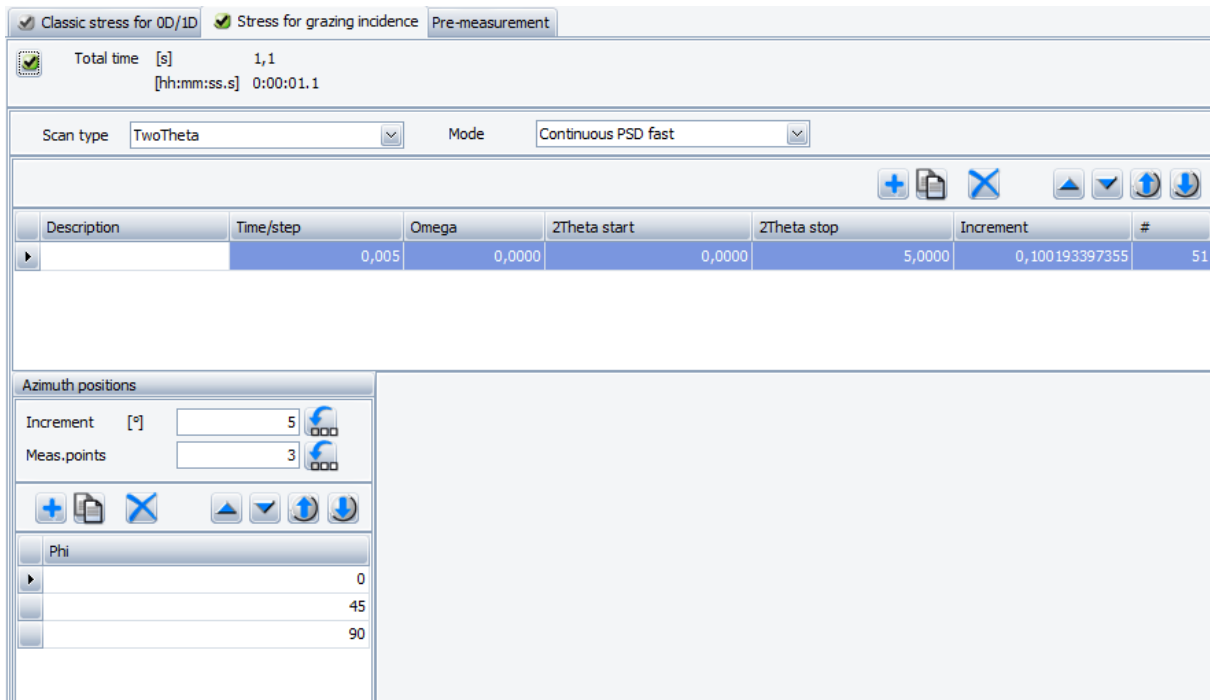 Classic stress for 0D/1D Stress for grazing incidence Pre-measurement
Total time [s] 1,1
[hh:mm:ss.s] 0:00:01.1
Scan type TwoTheta Mode Continuous PSD fast
Description Time/step Omega 2Theta start 2Theta stop Increment #
0,005 0,0000 0,0000 5,0000 0,100193397355 51
Azimuth positions
Increment [°] 5
Meas.points 3
Phi
0
45
90